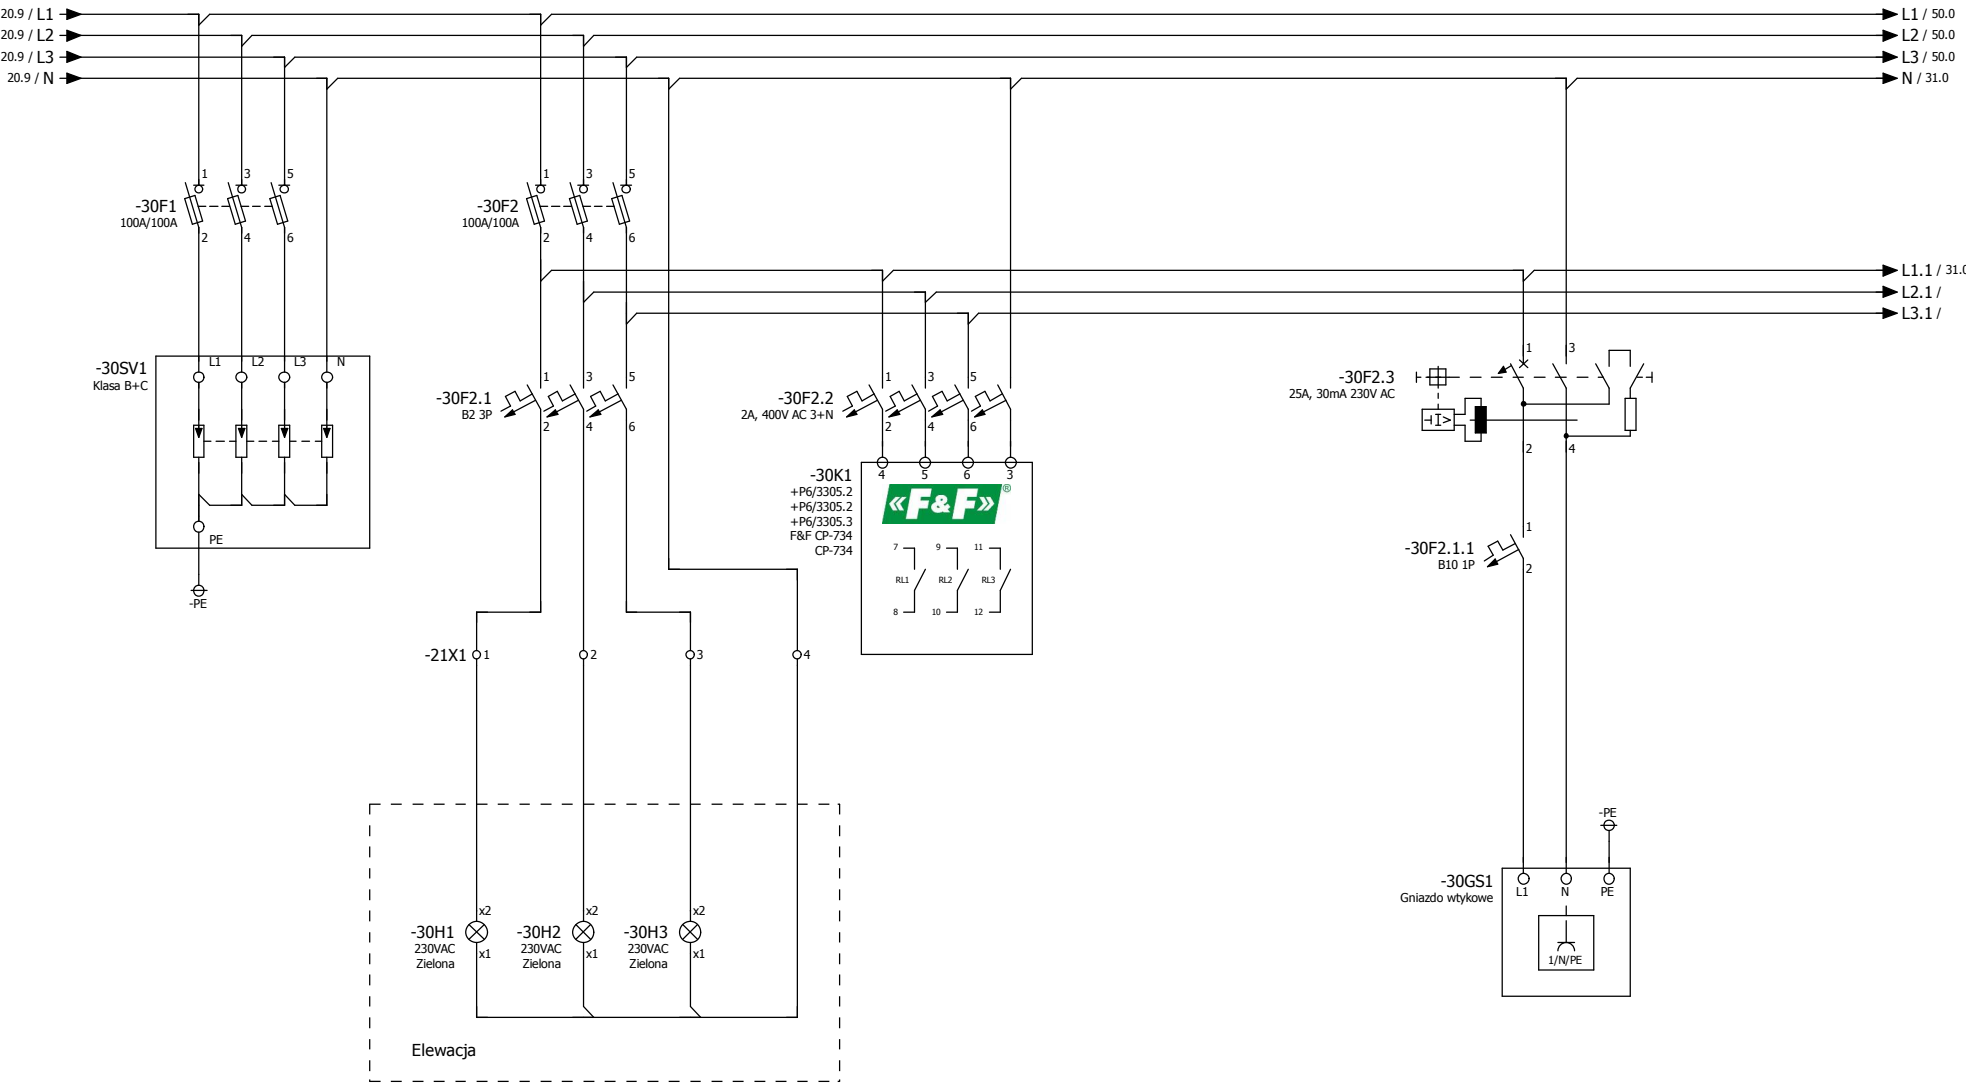 20.9 / L1
L1 / 50.0
20.9 / L2
L2 / 50.0
20.9 / L3
L3 / 50.0
20.9 / N
N / 31.0
1 3 5
-30F1
100A/100A
2 4 6
1 3 5
-30F2
100A/100A
2 4 6
L1.1 / 31.0
L2.1 /
L3.1 /
-30SV1
Klasa B+C
L1 L2 L3 N
PE
-PE
1 3 5
-30F2.1
B2 3P
2 4 6
1 3 5
-30F2.2
2A, 400V AC 3+N
2 4 6
1 3
-30F2.3
25A, 30mA 230V AC
I>
2 4
-30K1
+P6/3305.2
+P6/3305.2
+P6/3305.3
F&F CP-734
CP-734
4 5 6 3
«F&F»®
7 9 11
RL1 RL2 RL3
8 10 12
1
-30F2.1.1
B10 1P
2
-21X1 1 2 3 4
-PE
-30GS1
Gniazdo wtykowe
L1 N PE
1/N/PE
x2 x2 x2
-30H1
230VAC
Zielona
x1
-30H2
230VAC
Zielona
x1
-30H3
230VAC
Zielona
x1
Elewacja